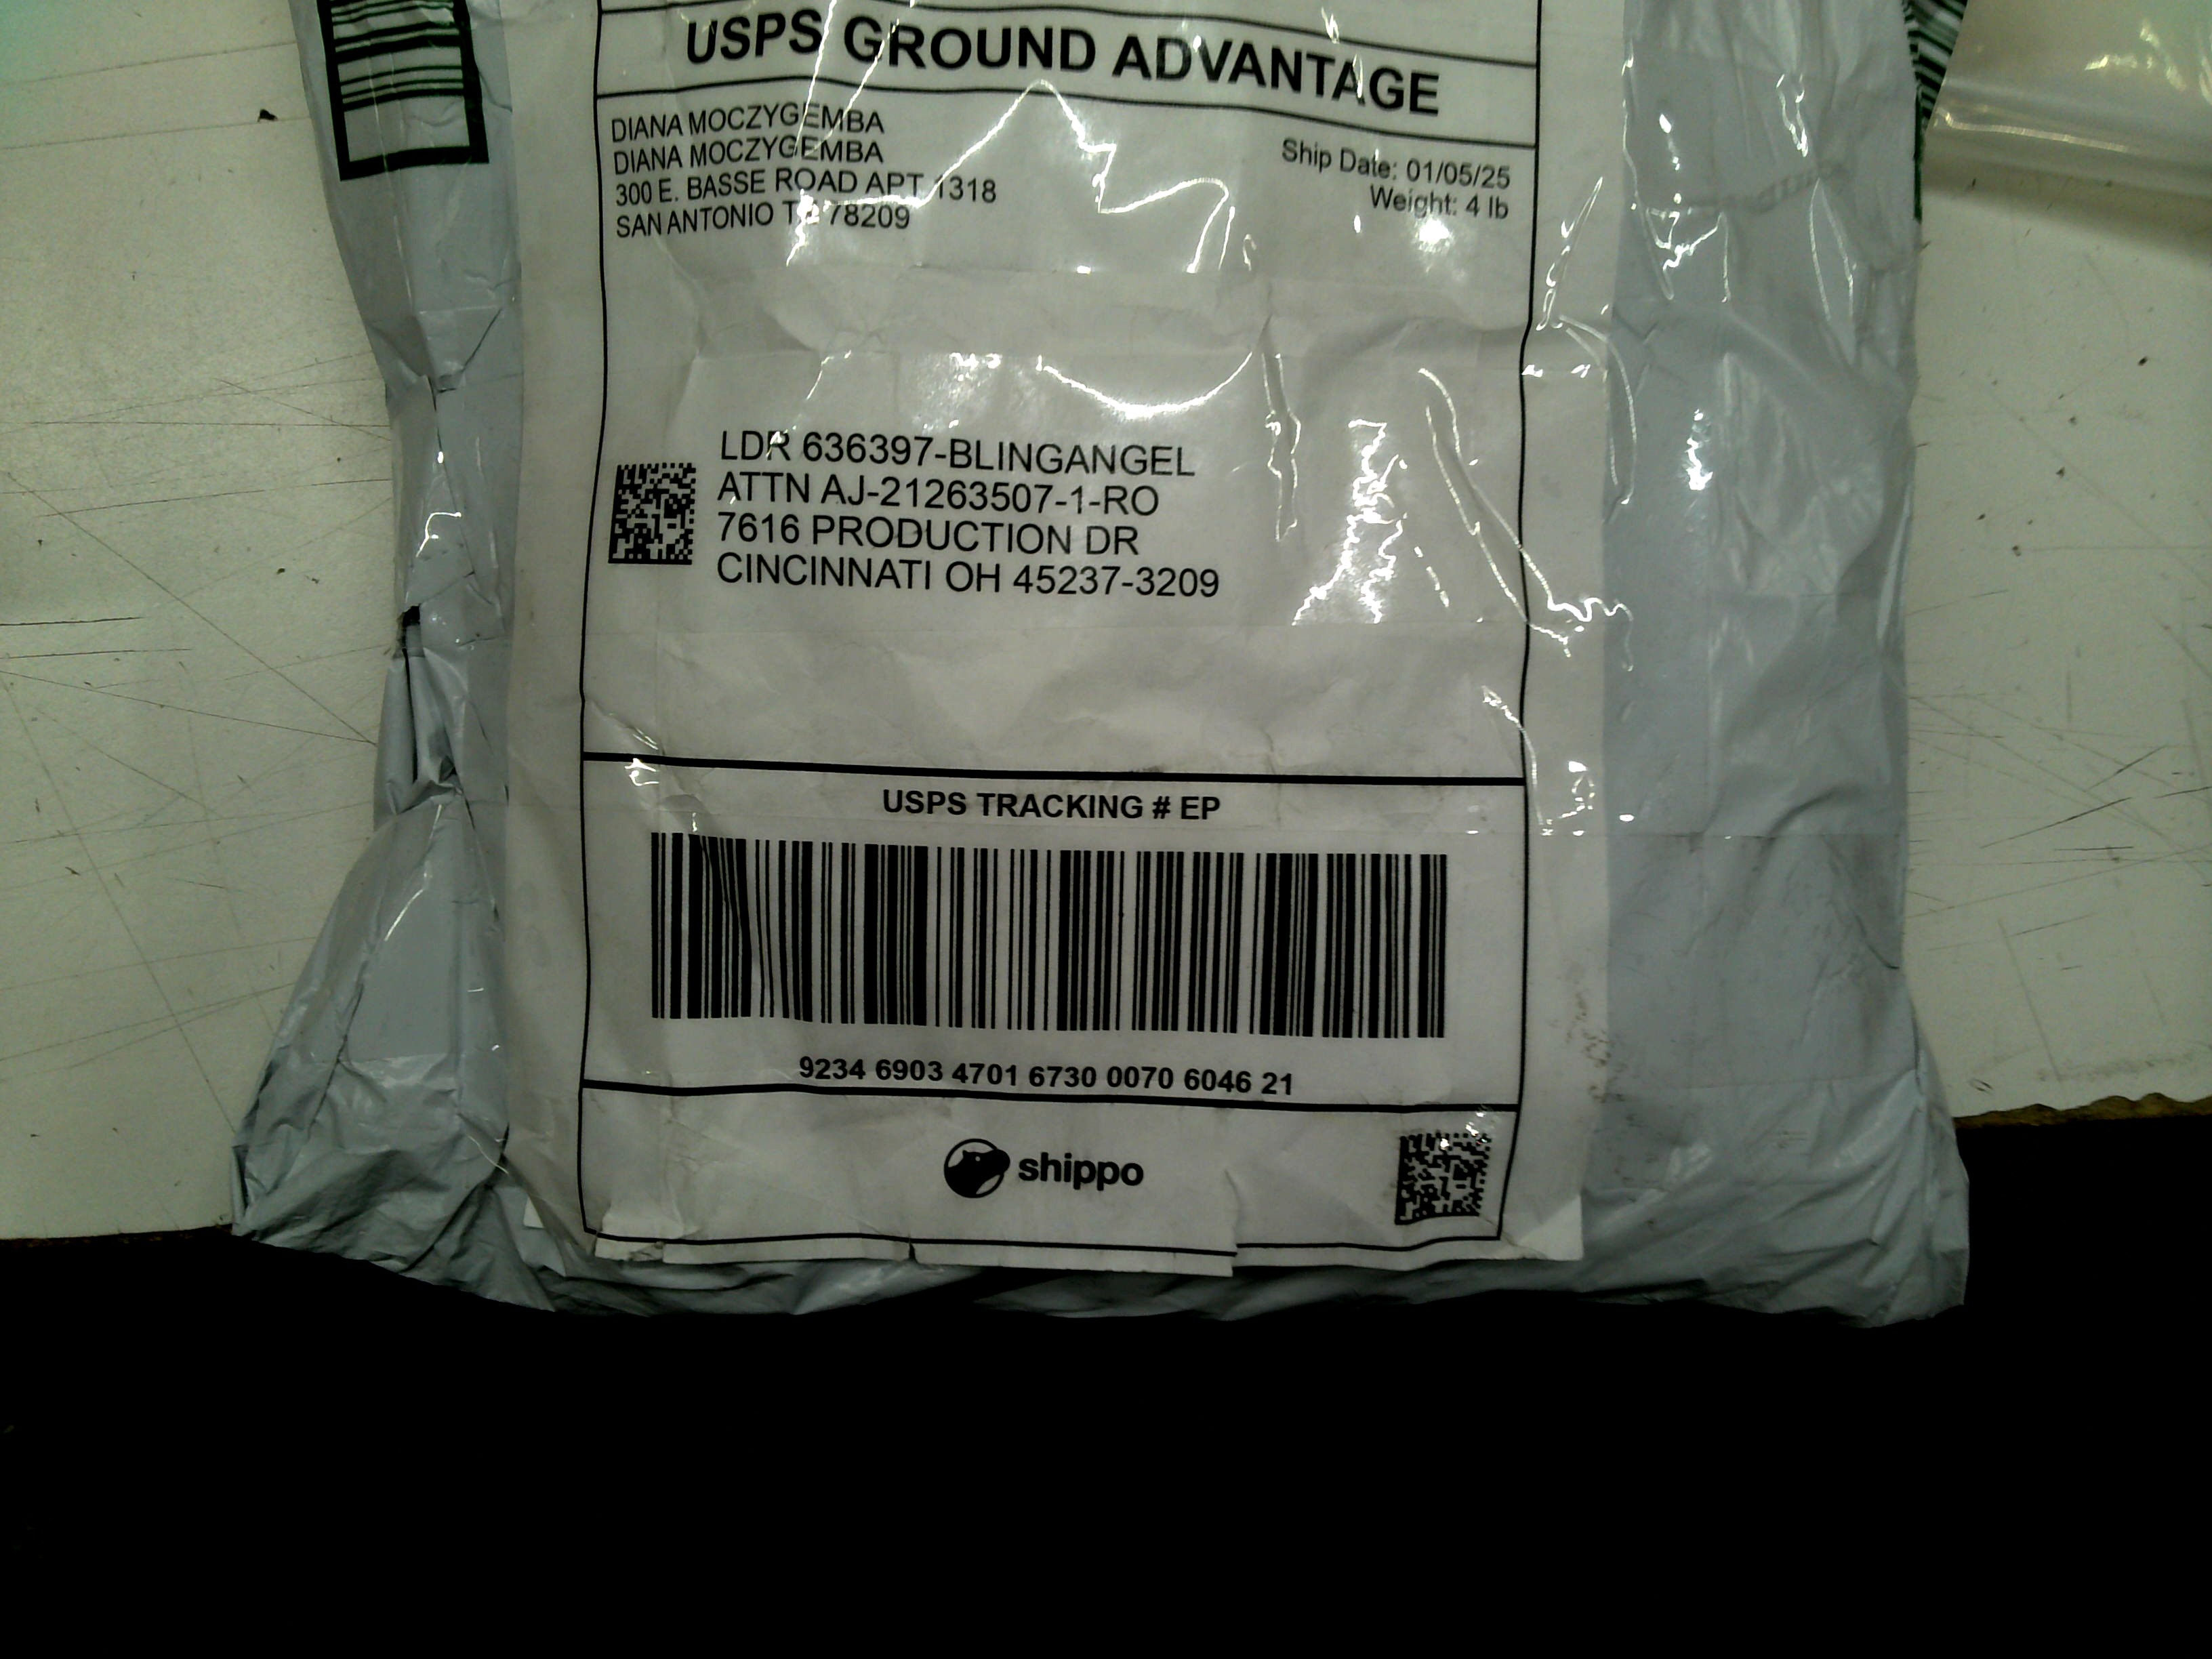 USPS GROUND ADVANTAGE
DIANA MOCZYGEMBA
DIANA MOCZYGEMBA
300 E. BASSE ROAD APT 1318
SAN ANTONIO 78209
Ship Date: 01/05/25
Weight: 4 lb
LDR 636397-BLINGANGEL
ATTN AJ-21263507-1-RO
7616 PRODUCTION DR
CINCINNATI OH 45237-3209
USPS TRACKING # EP
9234 6903 4701 6730 0070 6046 21
shippo